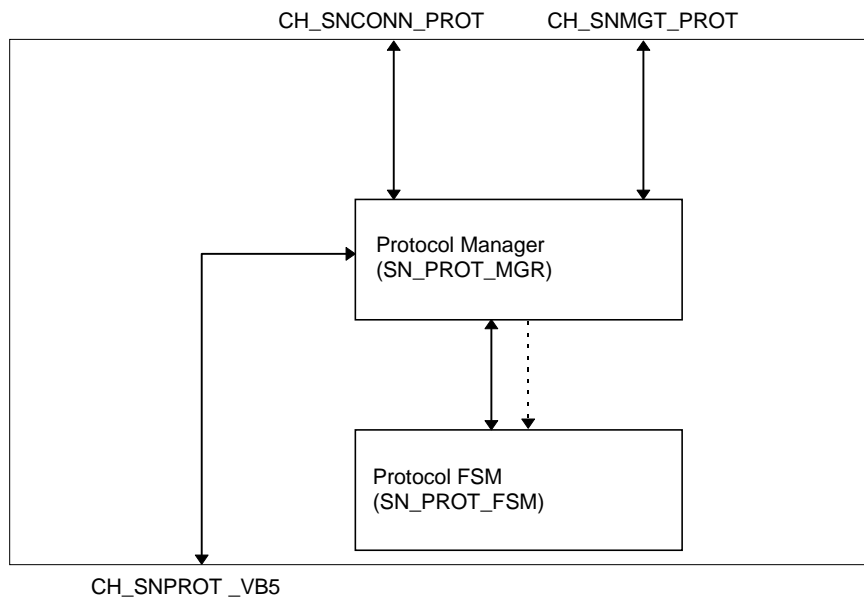 CH_SNCONN_PROT
CH_SNMGT_PROT
Protocol Manager
(SN_PROT_MGR)
Protocol FSM
(SN_PROT_FSM)
CH_SNPROT _VB5